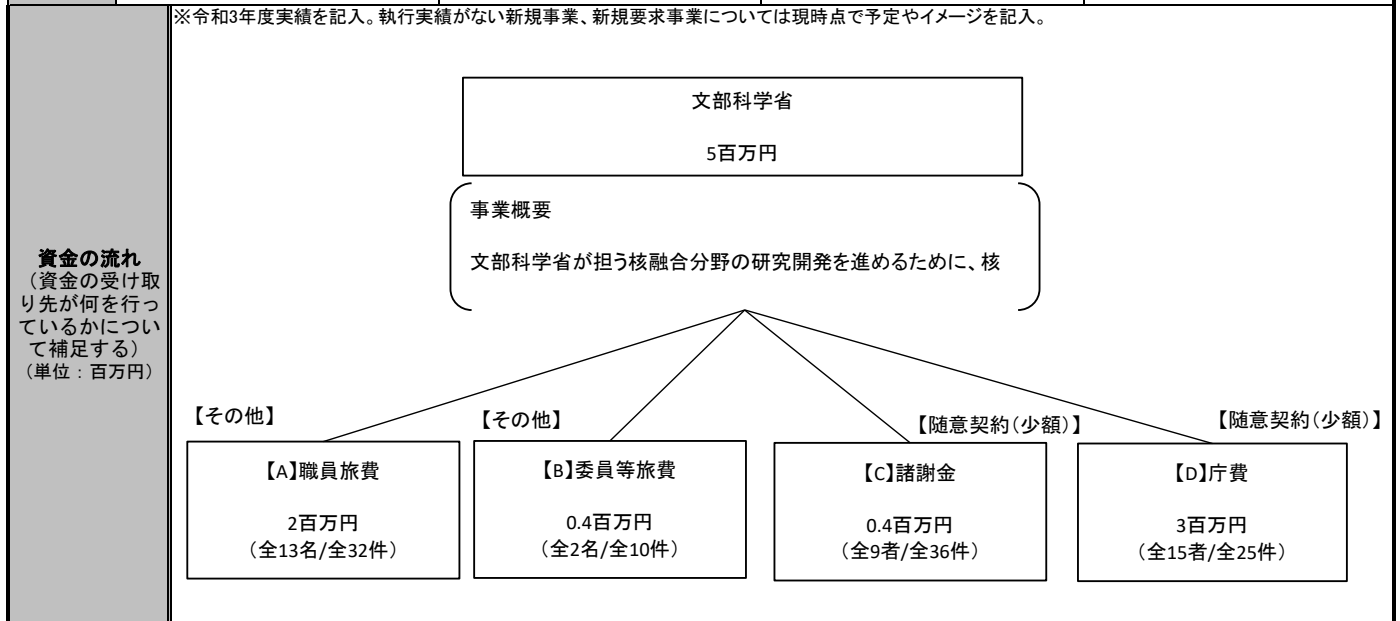 ※令和3年度実績を記入。執行実績がない新規事業、新規要求事業については現時点で予定やイメージを記入。
資金の流れ
（資金の受け取
り先が何を行っ
ているかについ
て補足する）
（単位：百万円）
文部科学省
5百万円
事業概要
文部科学省が担う核融合分野の研究開発を進めるために、核
【その他】
【A】職員旅費
2百万円
（全13名/全32件）
【その他】
【B】委員等旅費
0.4百万円
（全2名/全10件）
【随意契約（少額）】
【C】諸謝金
0.4百万円
（全9者/全36件）
【随意契約（少額）】
【D】庁費
3百万円
（全15者/全25件）